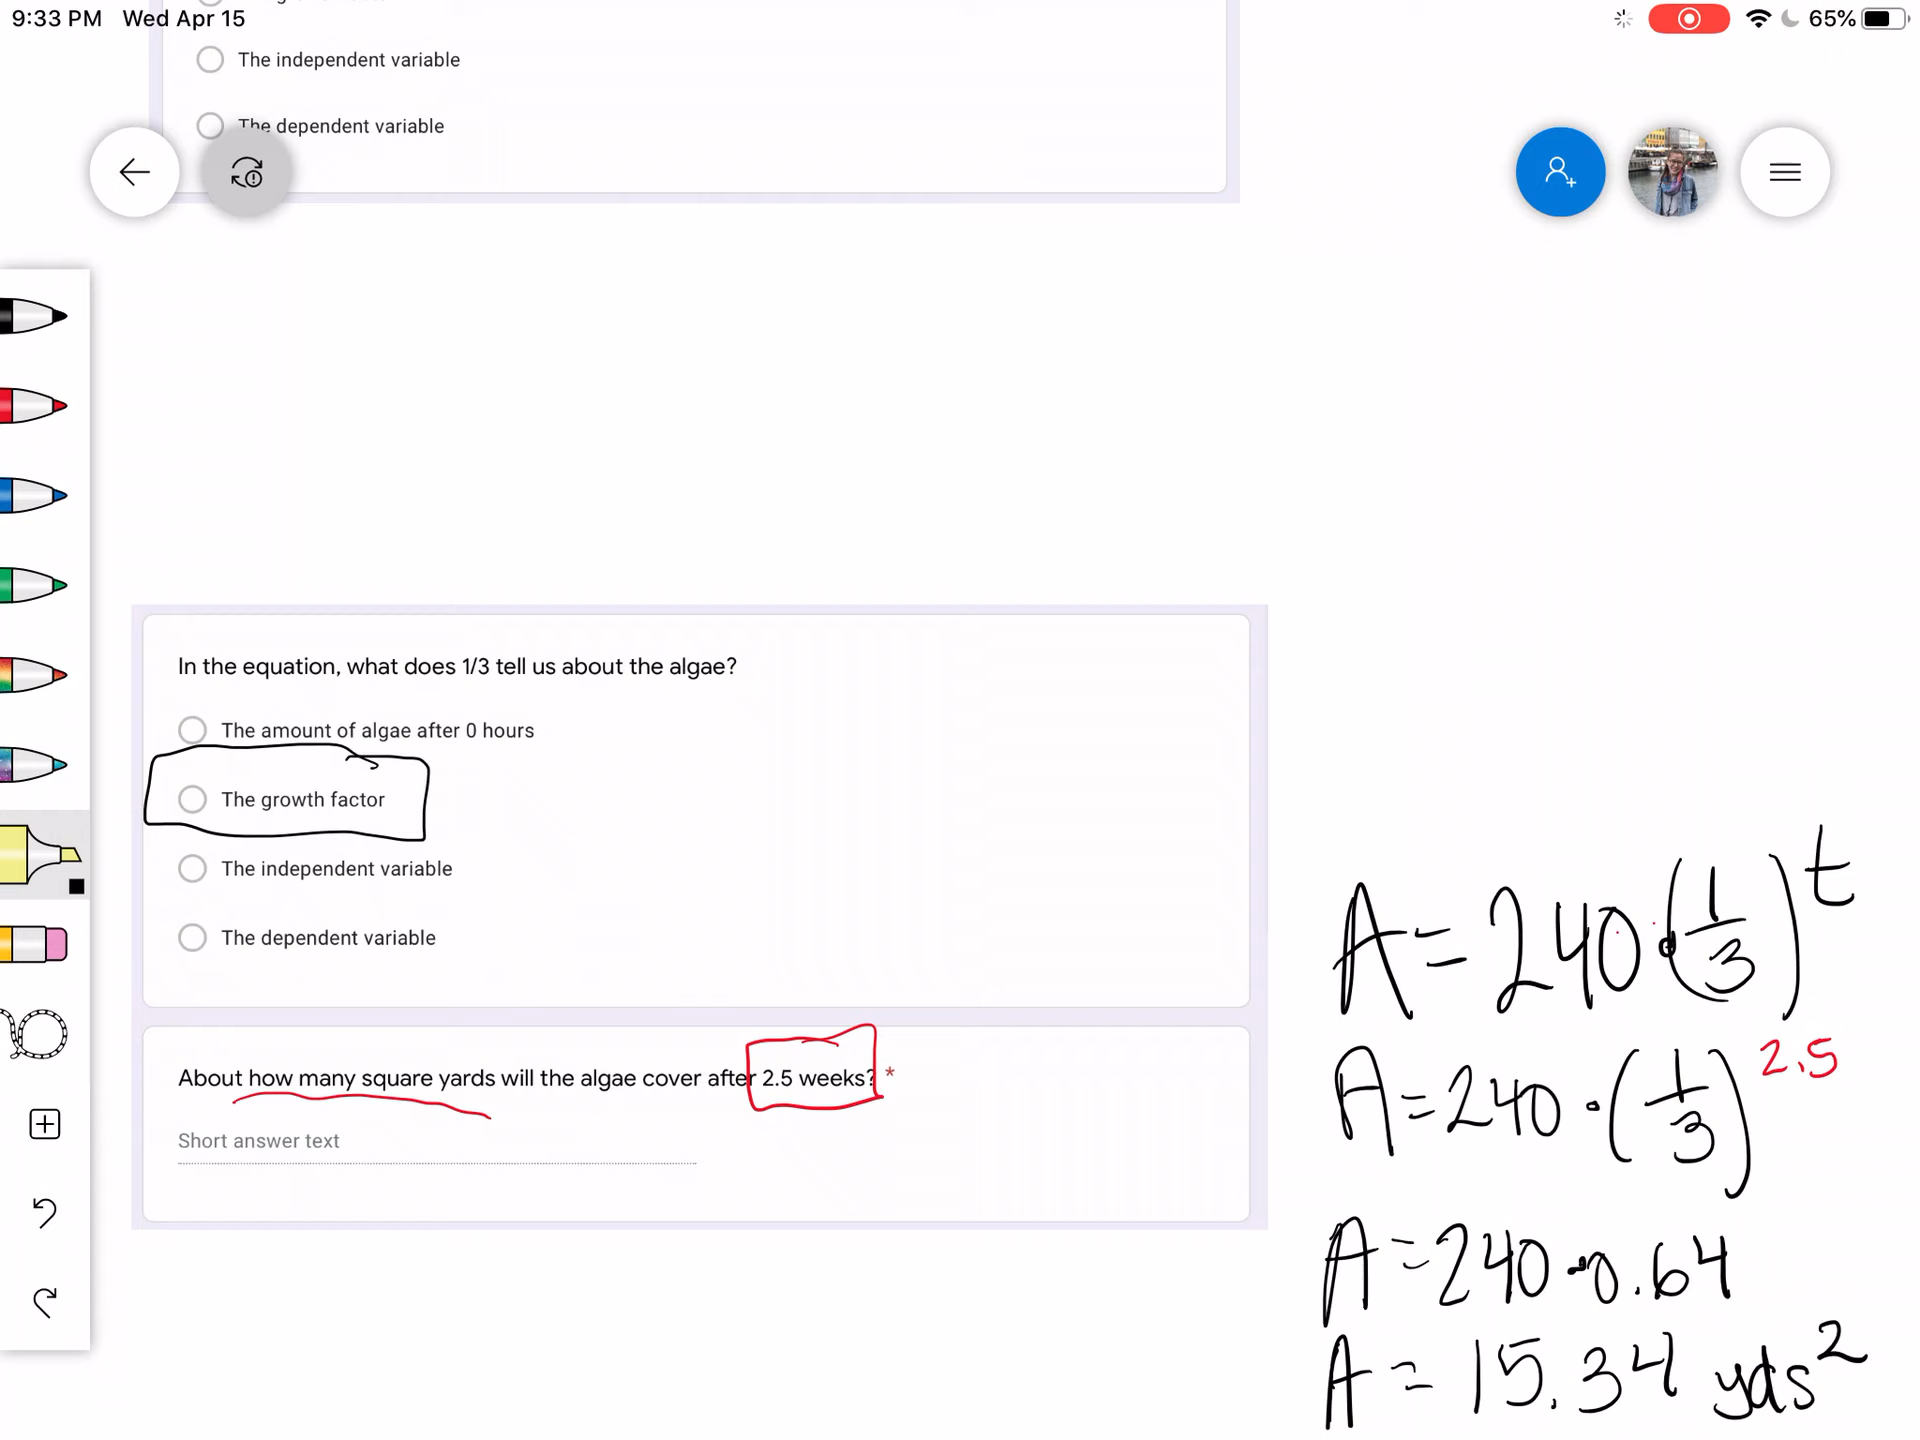 9:33 PM Wed Apr 15
65%
The independent variable
The dependent variable
In the equation, what does 1/3 tell us about the algae?
The amount of algae after 0 hours
The growth factor
The independent variable
The dependent variable
About how many square yards will the algae cover after 2.5 weeks? *
Short answer text
A = 240 · (1/3)^t
A = 240 · (1/3)^2.5
A = 240 · 0.64
A = 15.34 yds²